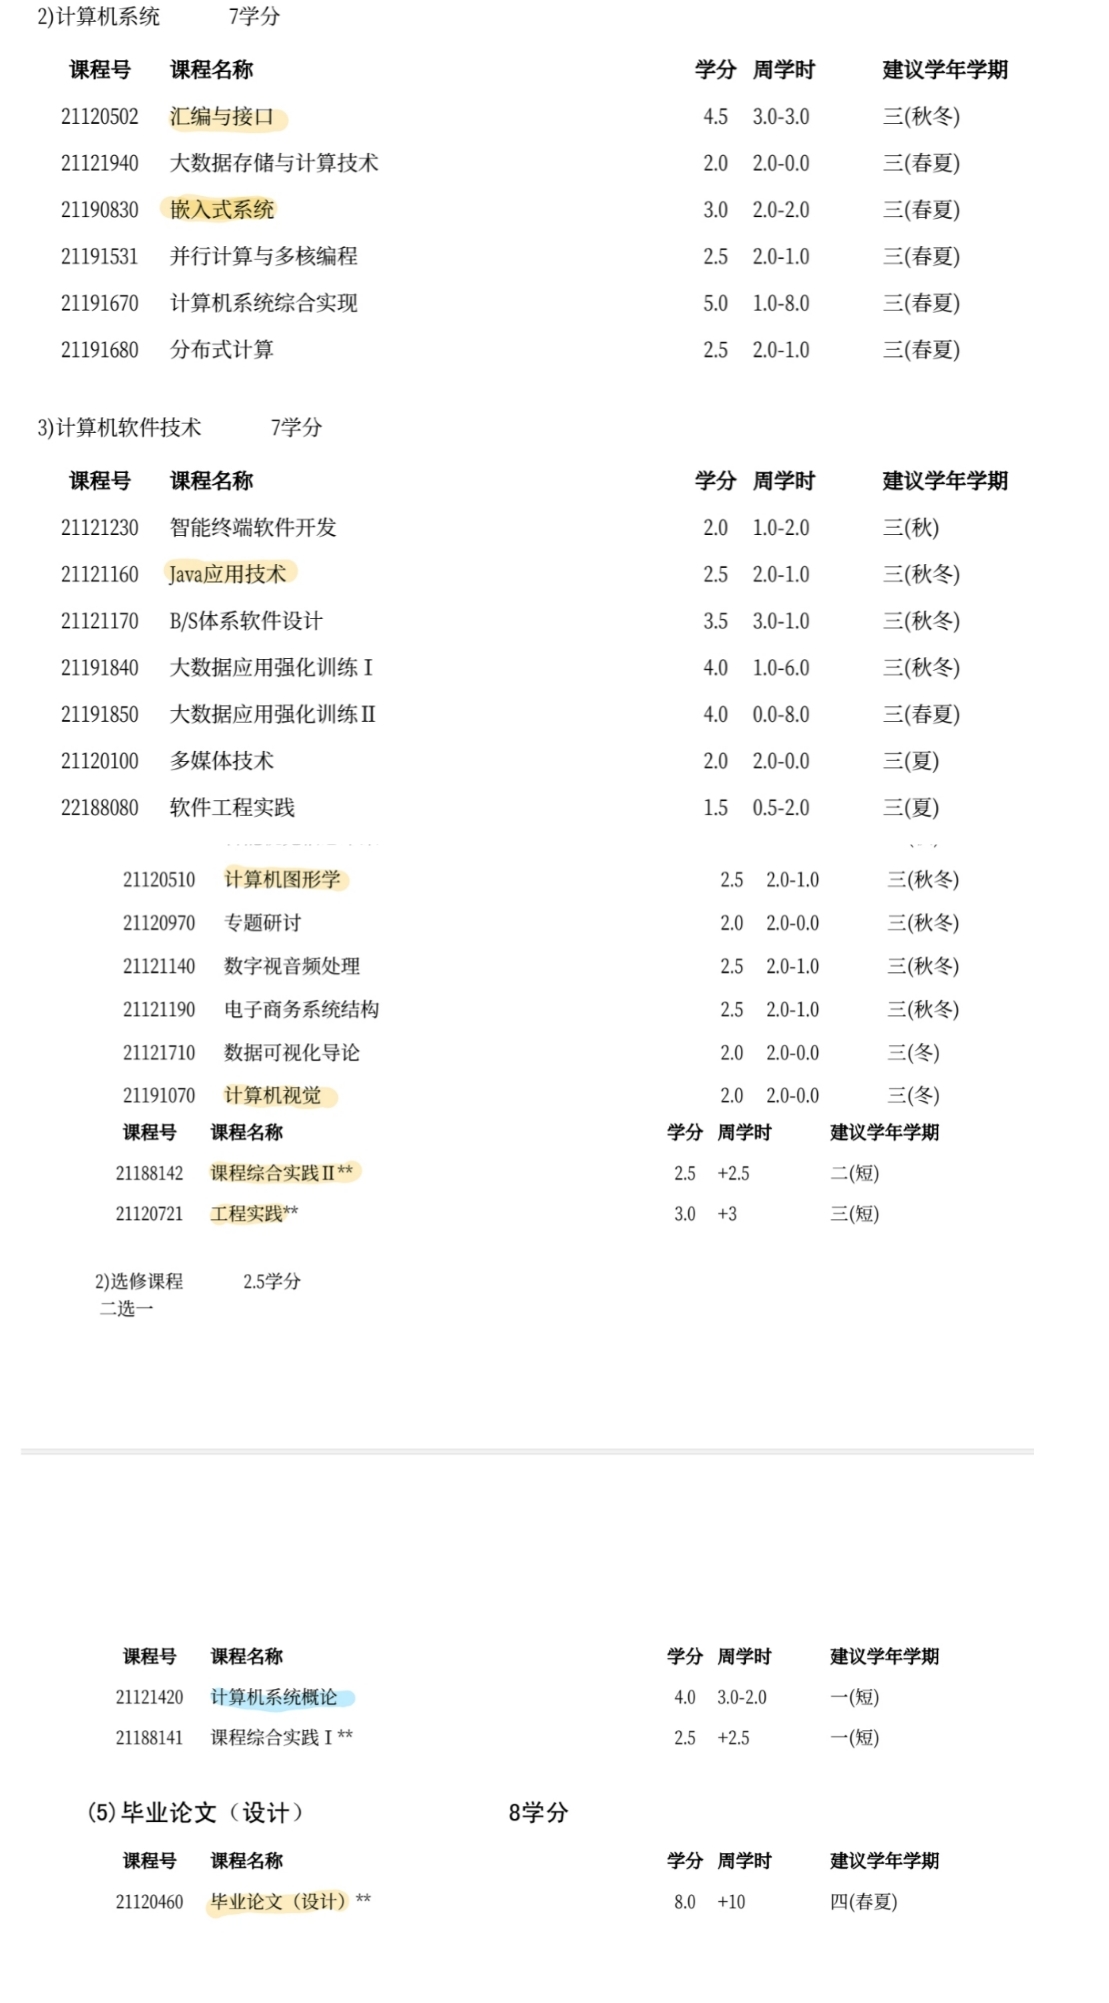 2)计算机系统 7学分
课程号 课程名称 学分 周学时 建议学年学期
21120502 汇编与接口 4.5 3.0-3.0 三(秋冬)
21121940 大数据存储与计算技术 2.0 2.0-0.0 三(春夏)
21190830 嵌入式系统 3.0 2.0-2.0 三(春夏)
21191531 并行计算与多核编程 2.5 2.0-1.0 三(春夏)
21191670 计算机系统综合实现 5.0 1.0-8.0 三(春夏)
21191680 分布式计算 2.5 2.0-1.0 三(春夏)
3)计算机软件技术 7学分
课程号 课程名称 学分 周学时 建议学年学期
21121230 智能终端软件开发 2.0 1.0-2.0 三(秋)
21121160 Java应用技术 2.5 2.0-1.0 三(秋冬)
21121170 B/S体系软件设计 3.5 3.0-1.0 三(秋冬)
21191840 大数据应用强化训练Ⅰ 4.0 1.0-6.0 三(秋冬)
21191850 大数据应用强化训练Ⅱ 4.0 0.0-8.0 三(春夏)
21120100 多媒体技术 2.0 2.0-0.0 三(夏)
22188080 软件工程实践 1.5 0.5-2.0 三(夏)
21120510 计算机图形学 2.5 2.0-1.0 三(秋冬)
21120970 专题研讨 2.0 2.0-0.0 三(秋冬)
21121140 数字视音频处理 2.5 2.0-1.0 三(秋冬)
21121190 电子商务系统结构 2.5 2.0-1.0 三(秋冬)
21121710 数据可视化导论 2.0 2.0-0.0 三(冬)
21191070 计算机视觉 2.0 2.0-0.0 三(冬)
课程号 课程名称 学分 周学时 建议学年学期
21188142 课程综合实践Ⅱ** 2.5 +2.5 二(短)
21120721 工程实践** 3.0 +3 三(短)
2)选修课程 2.5学分
二选一
课程号 课程名称 学分 周学时 建议学年学期
21121420 计算机系统概论 4.0 3.0-2.0 一(短)
21188141 课程综合实践Ⅰ** 2.5 +2.5 一(短)
(5)毕业论文（设计） 8学分
课程号 课程名称 学分 周学时 建议学年学期
21120460 毕业论文（设计）** 8.0 +10 四(春夏)